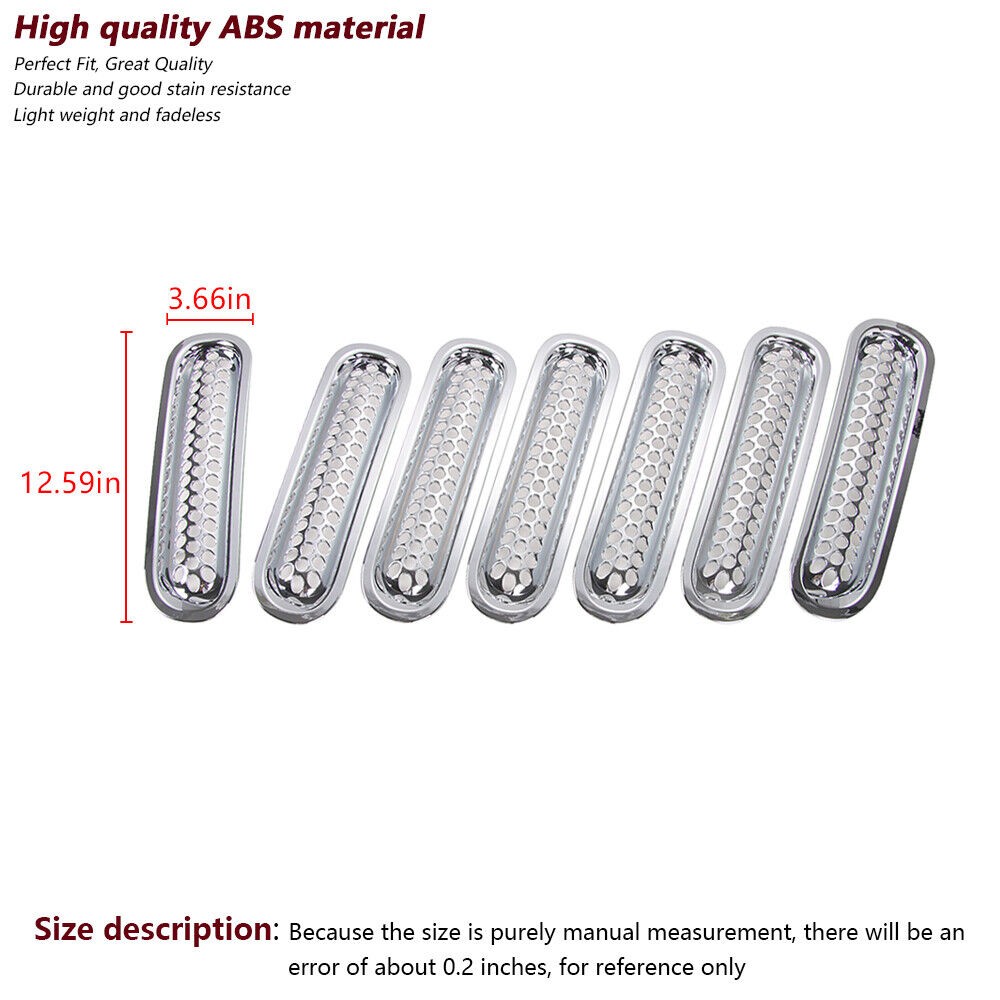 High quality ABS material
Perfect Fit, Great Quality
Durable and good stain resistance
Light weight and fadeless
3.66in
12.59in
Size description: Because the size is purely manual measurement, there will be an
error of about 0.2 inches, for reference only